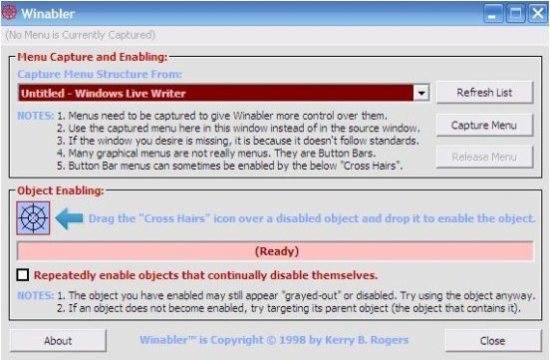 Winabler
(No Menu is Currently Captured)
Menu Capture and Enabling:
Capture Menu Structure From:
Untitled - Windows Live Writer
Refresh List
NOTES: 1. Menus need to be captured to give Winabler more control over them.
2. Use the captured menu here in this window instead of in the source window.
3. If the window you desire is missing, it is because it doesn't follow standards.
4. Many graphical menus are not really menus. They are Button Bars.
5. Button Bar menus can sometimes be enabled by the below "Cross Hairs".
Capture Menu
Release Menu
Object Enabling:
Drag the "Cross Hairs" icon over a disabled object and drop it to enable the object.
(Ready)
Repeatedly enable objects that continually disable themselves.
NOTES: 1. The object you have enabled may still appear "grayed-out" or disabled. Try using the object anyway.
2. If an object does not become enabled, try targeting its parent object (the object that contains it).
About
Winabler™ is Copyright © 1998 by Kerry B. Rogers
Close